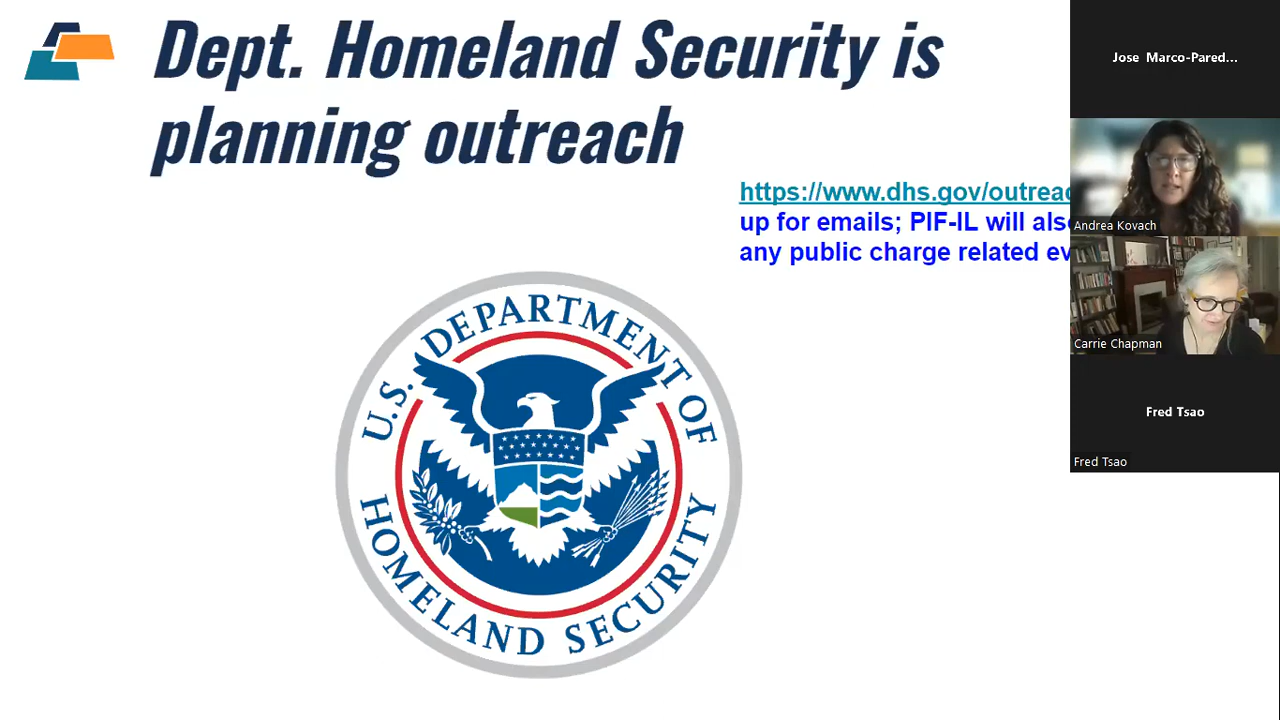 Dept. Homeland Security is
planning outreach
https://www.dhs.gov/outreac
up for emails; PIF-IL will als
any public charge related ev
U.S. DEPARTMENT OF
HOMELAND SECURITY
Jose Marco-Pared...
Andrea Kovach
Carrie Chapman
Fred Tsao
Fred Tsao